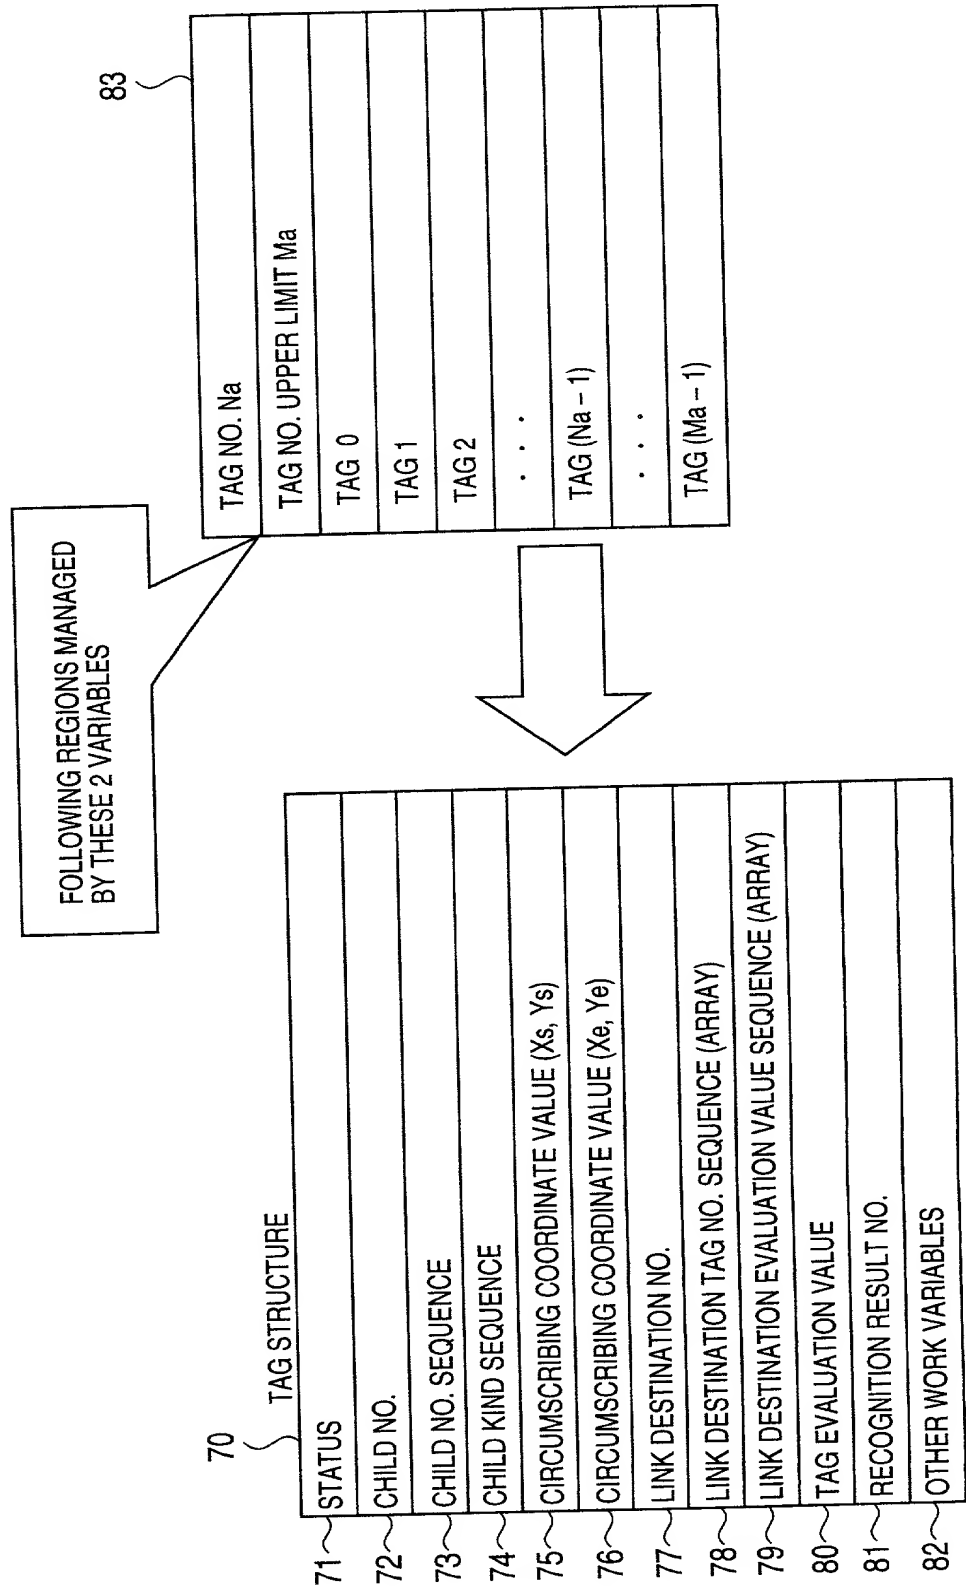 FOLLOWING REGIONS MANAGED
BY THESE 2 VARIABLES
70
TAG STRUCTURE
71 STATUS
72 CHILD NO.
73 CHILD NO. SEQUENCE
74 CHILD KIND SEQUENCE
75 CIRCUMSCRIBING COORDINATE VALUE (Xs, Ys)
76 CIRCUMSCRIBING COORDINATE VALUE (Xe, Ye)
77 LINK DESTINATION NO.
78 LINK DESTINATION TAG NO. SEQUENCE (ARRAY)
79 LINK DESTINATION EVALUATION VALUE SEQUENCE (ARRAY)
80 TAG EVALUATION VALUE
81 RECOGNITION RESULT NO.
82 OTHER WORK VARIABLES
83
TAG NO. Na
TAG NO. UPPER LIMIT Ma
TAG 0
TAG 1
TAG 2
. . .
TAG (Na – 1)
. . .
TAG (Ma – 1)